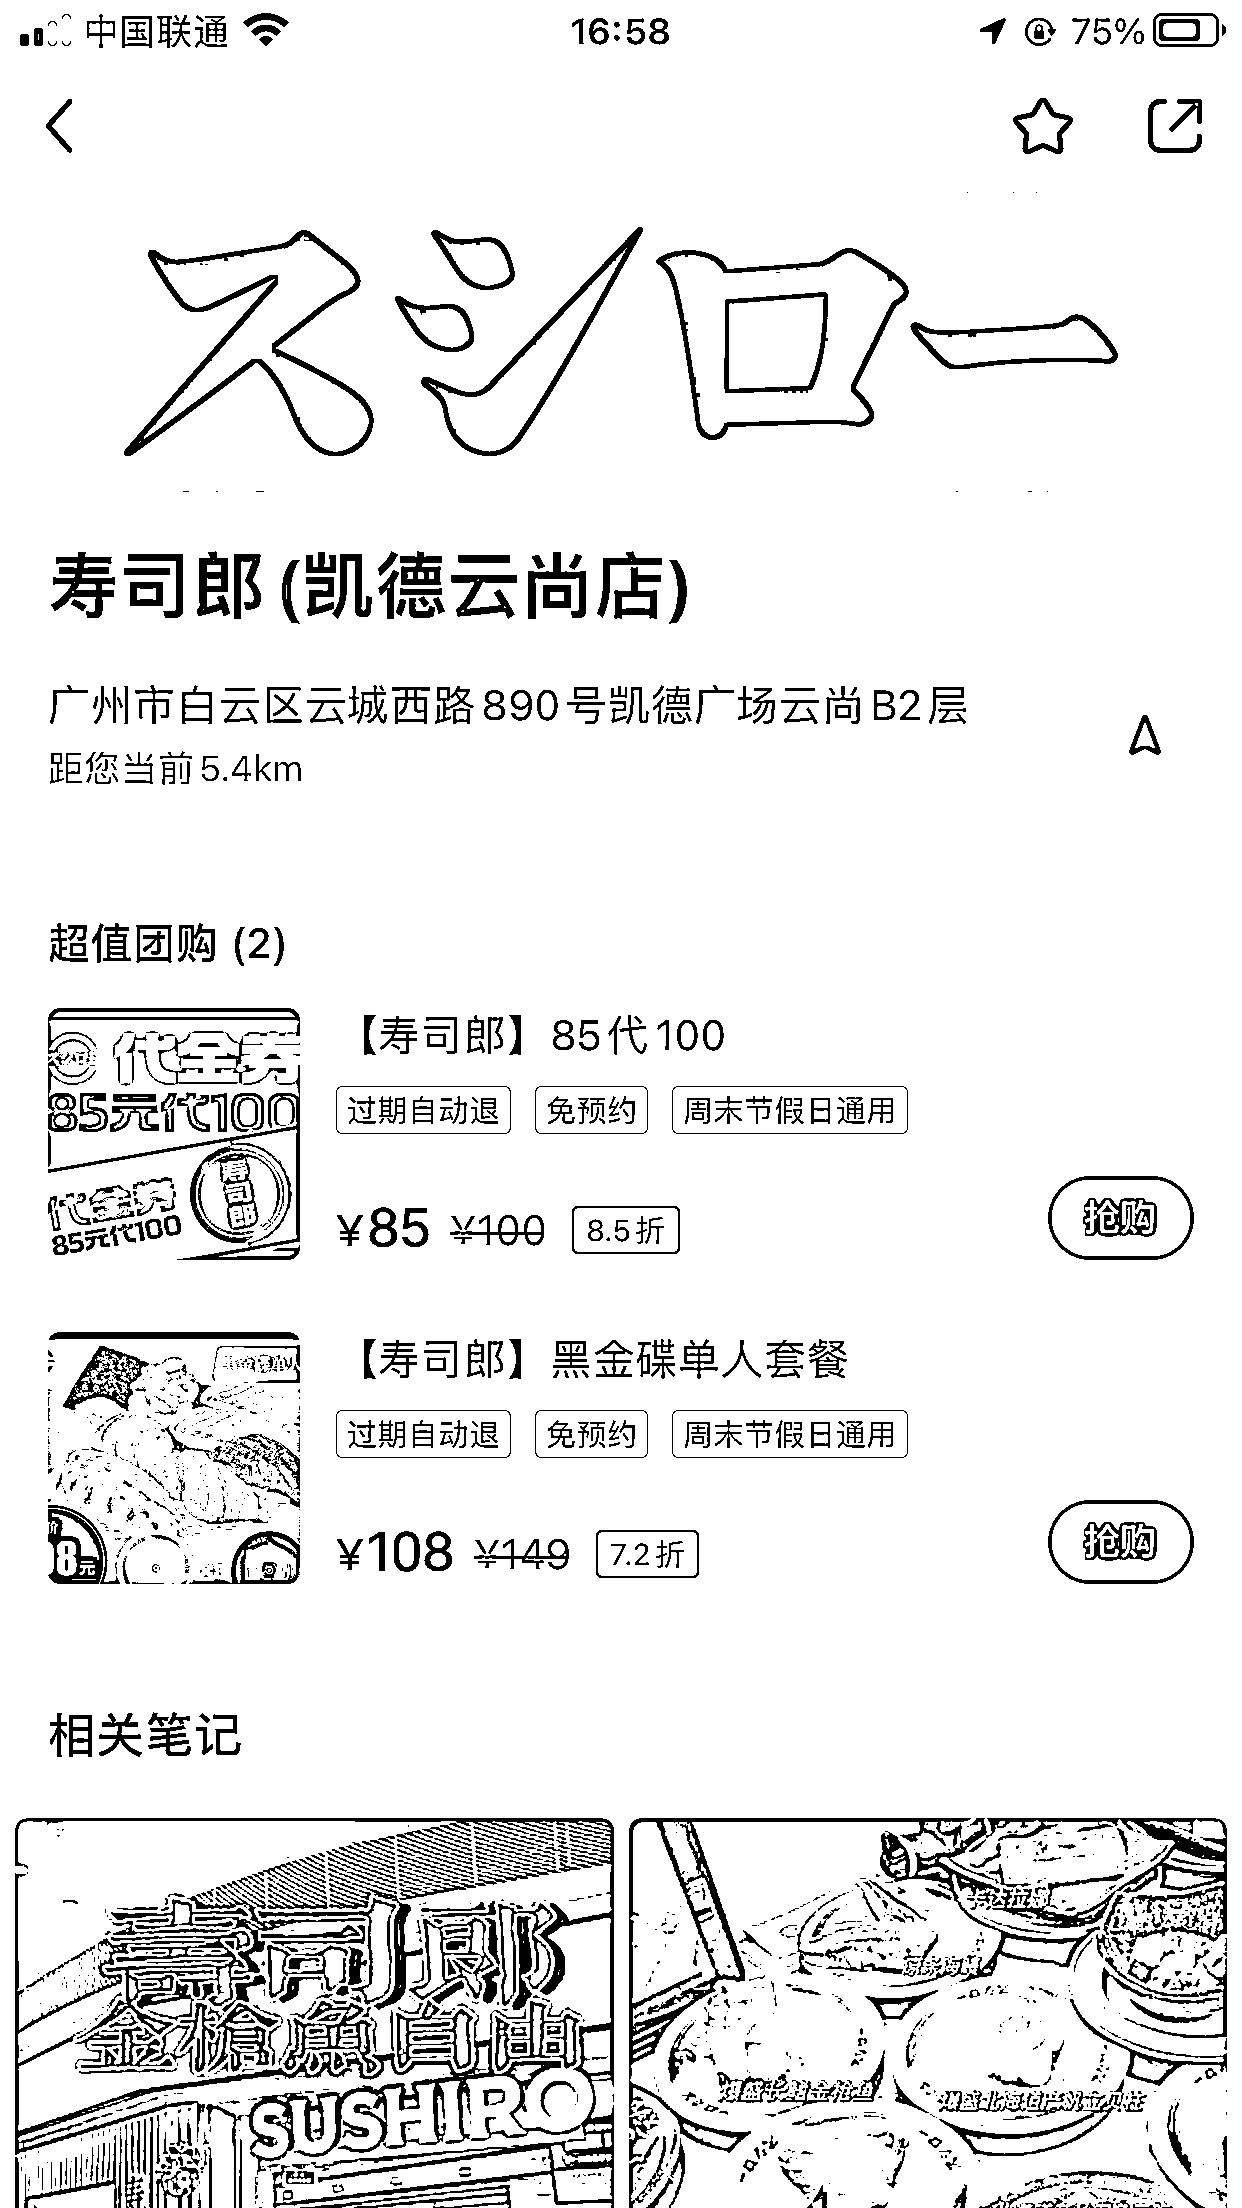 中国联通
16:58
75%
スシロー
寿司郎(凯德云尚店)
广州市白云区云城西路890号凯德广场云尚B2层
距您当前5.4km
超值团购 (2)
代金券
85元代100
寿司郎
代金券
85元代100
【寿司郎】85代100
过期自动退 免预约 周末节假日通用
¥85 ¥100 8.5折
抢购
8元
【寿司郎】黑金碟单人套餐
过期自动退 免预约 周末节假日通用
¥108 ¥149 7.2折
抢购
相关笔记
寿司郎
金槍魚自由
SUSHIRO